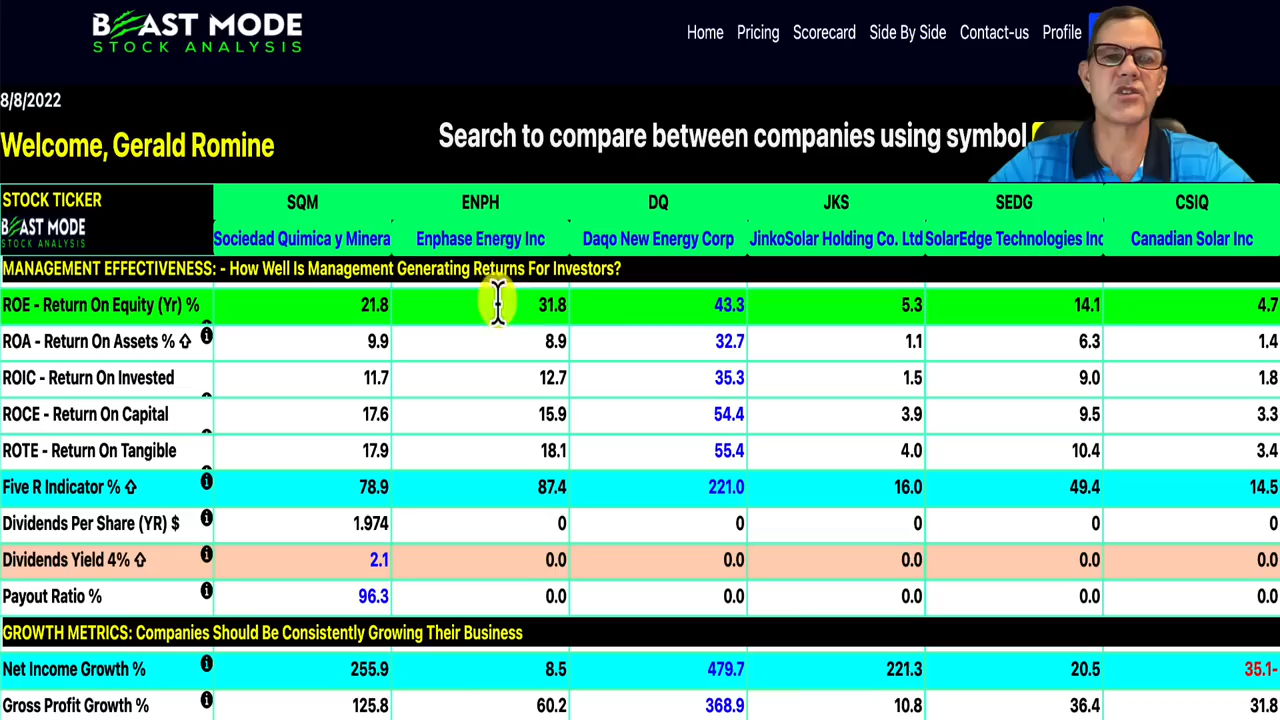 BEAST MODE
STOCK ANALYSIS
Home Pricing Scorecard Side By Side Contact-us Profile
8/8/2022
Welcome, Gerald Romine
Search to compare between companies using symbol
STOCK TICKER SQM ENPH DQ JKS SEDG CSIQ
BEAST MODE
STOCK ANALYSIS
Sociedad Quimica y Minera Enphase Energy Inc Daqo New Energy Corp JinkoSolar Holding Co. Ltd SolarEdge Technologies Inc Canadian Solar Inc
MANAGEMENT EFFECTIVENESS: - How Well Is Management Generating Returns For Investors?
ROE - Return On Equity (Yr) % 21.8 31.8 43.3 5.3 14.1 4.7
ROA - Return On Assets % 9.9 8.9 32.7 1.1 6.3 1.4
ROIC - Return On Invested 11.7 12.7 35.3 1.5 9.0 1.8
ROCE - Return On Capital 17.6 15.9 54.4 3.9 9.5 3.3
ROTE - Return On Tangible 17.9 18.1 55.4 4.0 10.4 3.4
Five R Indicator % 78.9 87.4 221.0 16.0 49.4 14.5
Dividends Per Share (YR) $ 1.974 0 0 0 0 0
Dividends Yield 4% 2.1 0.0 0.0 0.0 0.0 0.0
Payout Ratio % 96.3 0.0 0.0 0.0 0.0 0.0
GROWTH METRICS: Companies Should Be Consistently Growing Their Business
Net Income Growth % 255.9 8.5 479.7 221.3 20.5 35.1-
Gross Profit Growth % 125.8 60.2 368.9 10.8 36.4 31.8